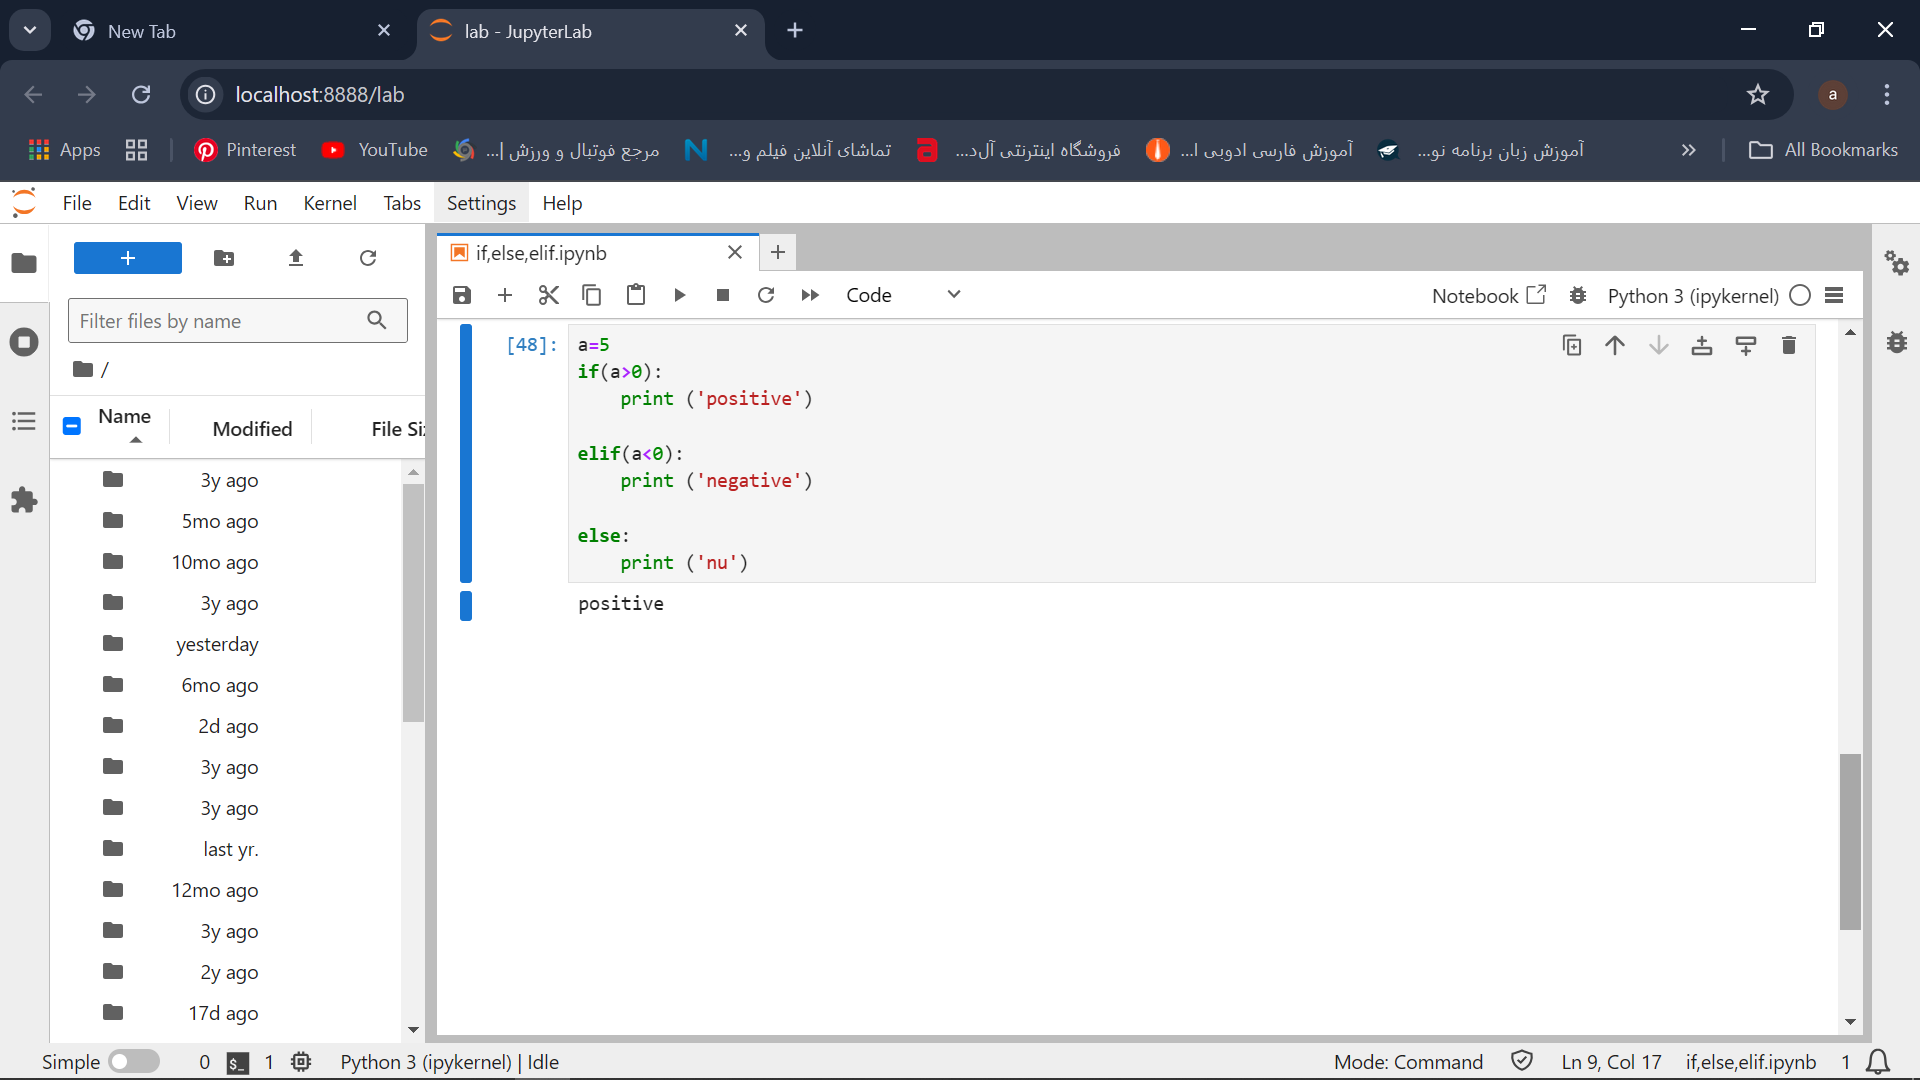 New Tab
lab - JupyterLab
localhost:8888/lab
a
Apps
Pinterest
YouTube
مرجع فوتبال و ورزش |...
تماشای آنلاین فیلم و...
فروشگاه اینترنتی آل‌د...
آموزش فارسی ادوبی ا...
آموزش زبان برنامه نو...
All Bookmarks
File Edit View Run Kernel Tabs Settings Help
if,else,elif.ipynb
Filter files by name
Code
Notebook
Python 3 (ipykernel)
/
Name
Modified
File Si
3y ago
5mo ago
10mo ago
3y ago
yesterday
6mo ago
2d ago
3y ago
3y ago
last yr.
12mo ago
3y ago
2y ago
17d ago
[48]:
a=5
if(a>0):
    print ('positive')
elif(a<0):
    print ('negative')
else:
    print ('nu')
positive
Simple
0
$_
1
Python 3 (ipykernel) | Idle
Mode: Command
Ln 9, Col 17
if,else,elif.ipynb
1